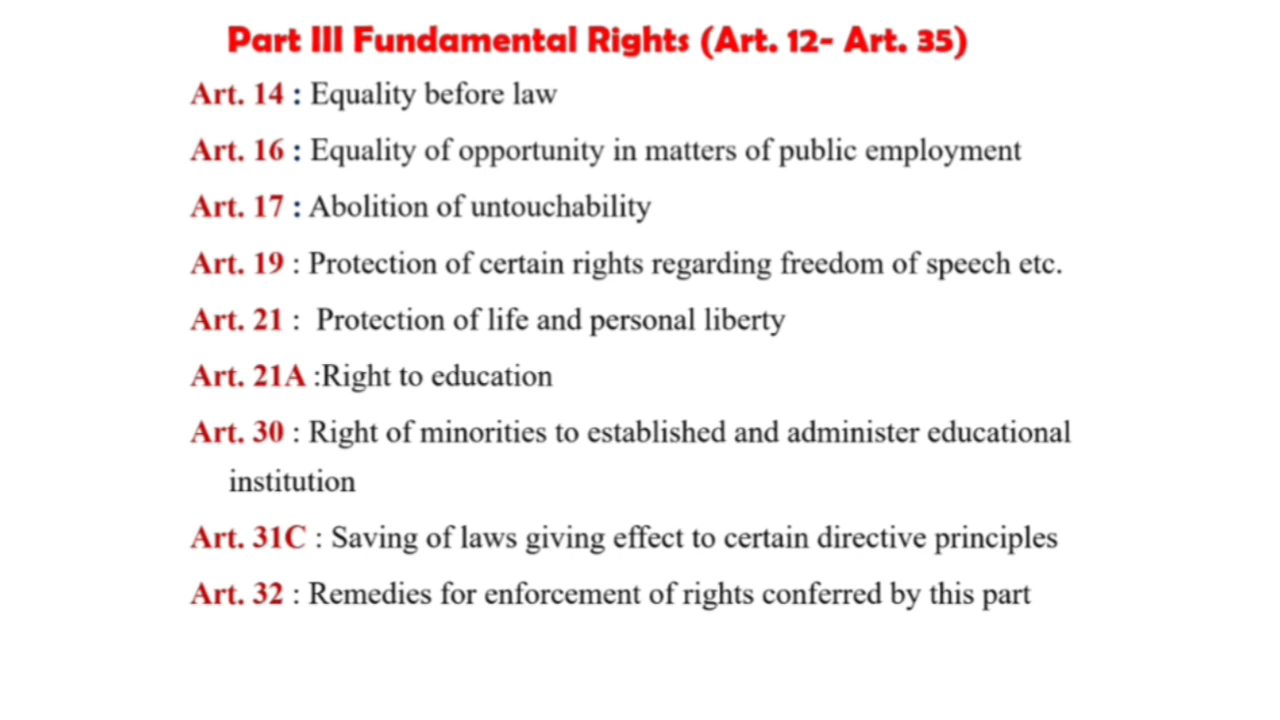 Part III Fundamental Rights (Art. 12- Art. 35)
Art. 14 : Equality before law
Art. 16 : Equality of opportunity in matters of public employment
Art. 17 : Abolition of untouchability
Art. 19 : Protection of certain rights regarding freedom of speech etc.
Art. 21 : Protection of life and personal liberty
Art. 21A :Right to education
Art. 30 : Right of minorities to established and administer educational
institution
Art. 31C : Saving of laws giving effect to certain directive principles
Art. 32 : Remedies for enforcement of rights conferred by this part